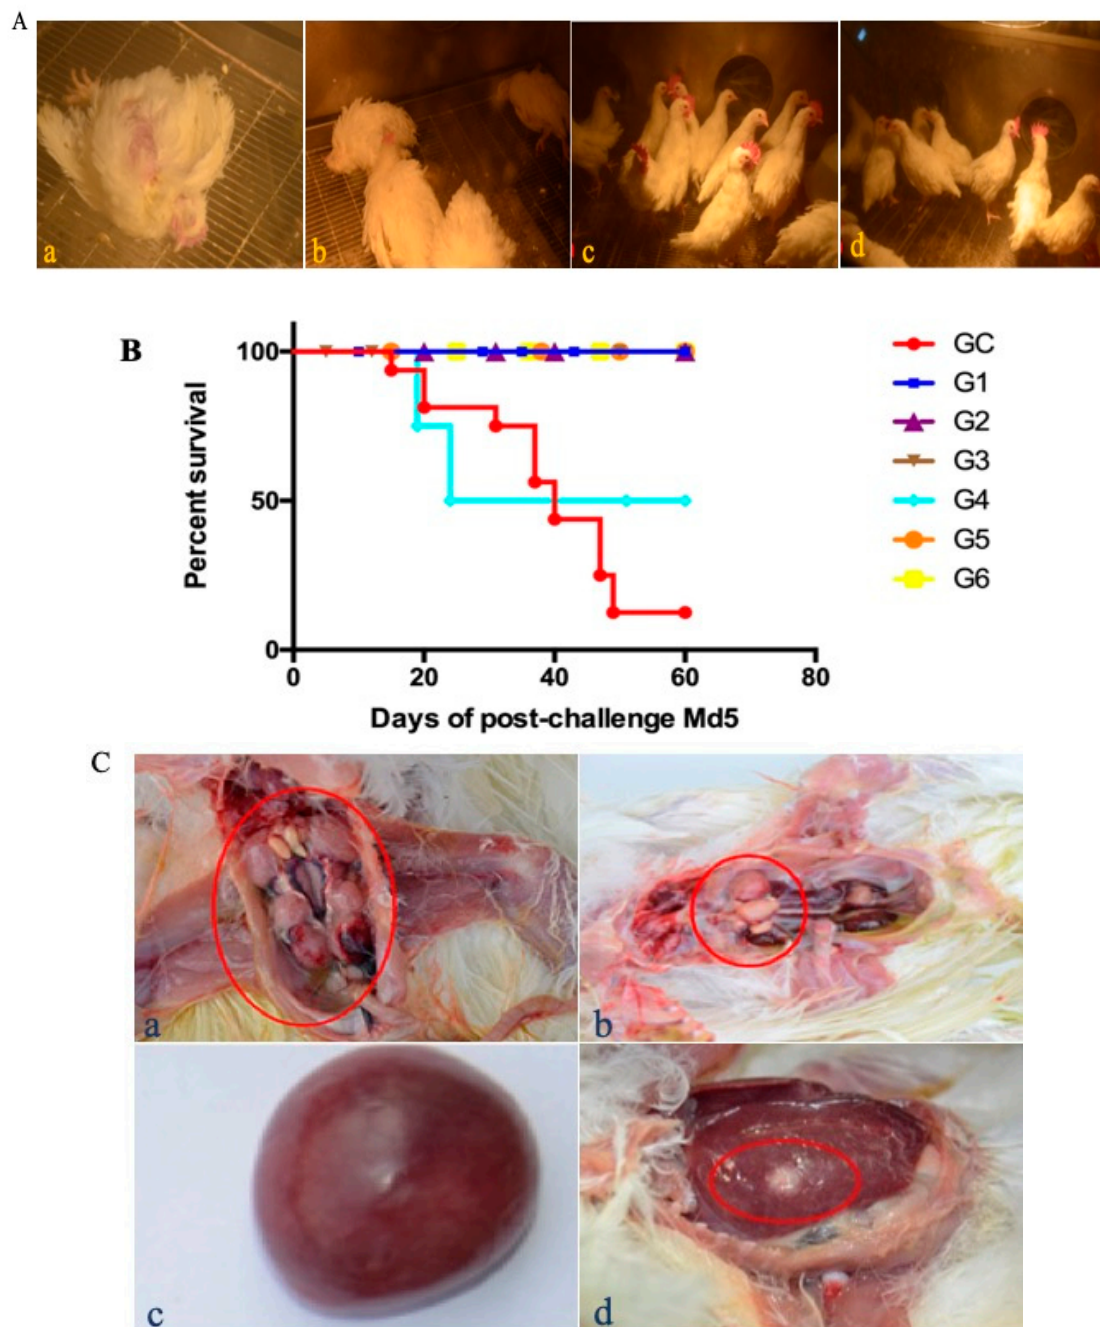 A
a b c d
B
100
50
0
Percent survival
0 20 40 60 80
Days of post-challenge Md5
GC
G1
G2
G3
G4
G5
G6
C
a b
c d